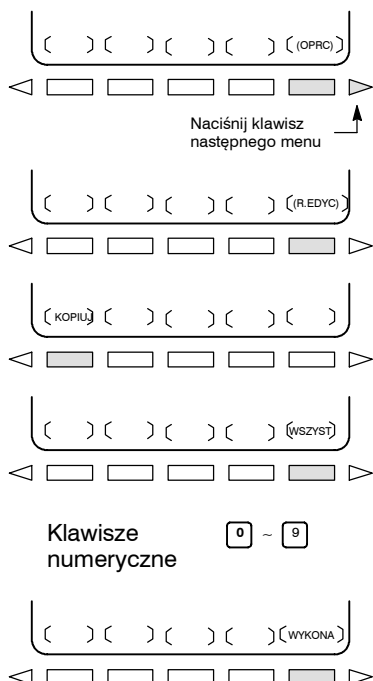 (OPRC)
Naciśnij klawisz
następnego menu
(R.EDYC)
KOPIUJ
WSZYST
Klawisze
numeryczne
0 ~ 9
WYKONA